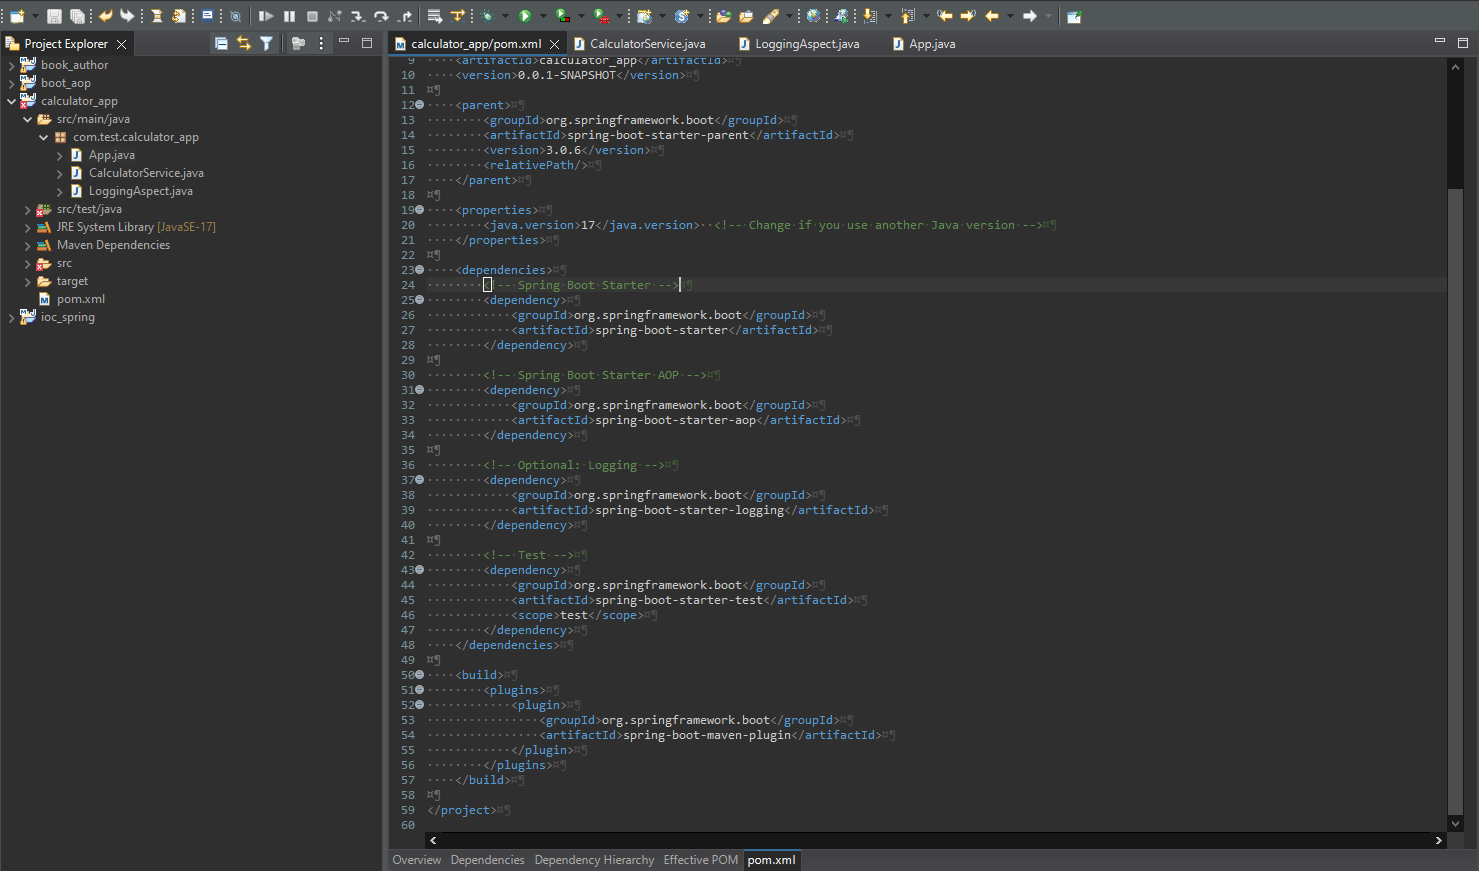 Project Explorer
calculator_app/pom.xml
CalculatorService.java
LoggingAspect.java
App.java
book_author
boot_aop
calculator_app
src/main/java
com.test.calculator_app
App.java
CalculatorService.java
LoggingAspect.java
src/test/java
JRE System Library [JavaSE-17]
Maven Dependencies
src
target
pom.xml
ioc_spring
9 ····<artifactId>calculator_app</artifactId>¤¶
10 ····<version>0.0.1-SNAPSHOT</version>¤¶
11 ¤¶
12 ····<parent>¤¶
13 ········<groupId>org.springframework.boot</groupId>¤¶
14 ········<artifactId>spring-boot-starter-parent</artifactId>¤¶
15 ········<version>3.0.6</version>¤¶
16 ········<relativePath/>¤¶
17 ····</parent>¤¶
18 ¤¶
19 ····<properties>¤¶
20 ········<java.version>17</java.version>··<!--·Change·if·you·use·another·Java·version·-->¤¶
21 ····</properties>¤¶
22 ¤¶
23 ····<dependencies>¤¶
24 ········<!--·Spring·Boot·Starter·-->¤¶
25 ········<dependency>¤¶
26 ············<groupId>org.springframework.boot</groupId>¤¶
27 ············<artifactId>spring-boot-starter</artifactId>¤¶
28 ········</dependency>¤¶
29 ¤¶
30 ········<!--·Spring·Boot·Starter·AOP·-->¤¶
31 ········<dependency>¤¶
32 ············<groupId>org.springframework.boot</groupId>¤¶
33 ············<artifactId>spring-boot-starter-aop</artifactId>¤¶
34 ········</dependency>¤¶
35 ¤¶
36 ········<!--·Optional:·Logging·-->¤¶
37 ········<dependency>¤¶
38 ············<groupId>org.springframework.boot</groupId>¤¶
39 ············<artifactId>spring-boot-starter-logging</artifactId>¤¶
40 ········</dependency>¤¶
41 ¤¶
42 ········<!--·Test·-->¤¶
43 ········<dependency>¤¶
44 ············<groupId>org.springframework.boot</groupId>¤¶
45 ············<artifactId>spring-boot-starter-test</artifactId>¤¶
46 ············<scope>test</scope>¤¶
47 ········</dependency>¤¶
48 ····</dependencies>¤¶
49 ¤¶
50 ····<build>¤¶
51 ········<plugins>¤¶
52 ············<plugin>¤¶
53 ················<groupId>org.springframework.boot</groupId>¤¶
54 ················<artifactId>spring-boot-maven-plugin</artifactId>¤¶
55 ············</plugin>¤¶
56 ········</plugins>¤¶
57 ····</build>¤¶
58 ¤¶
59 </project>¤¶
60
Overview Dependencies Dependency Hierarchy Effective POM pom.xml